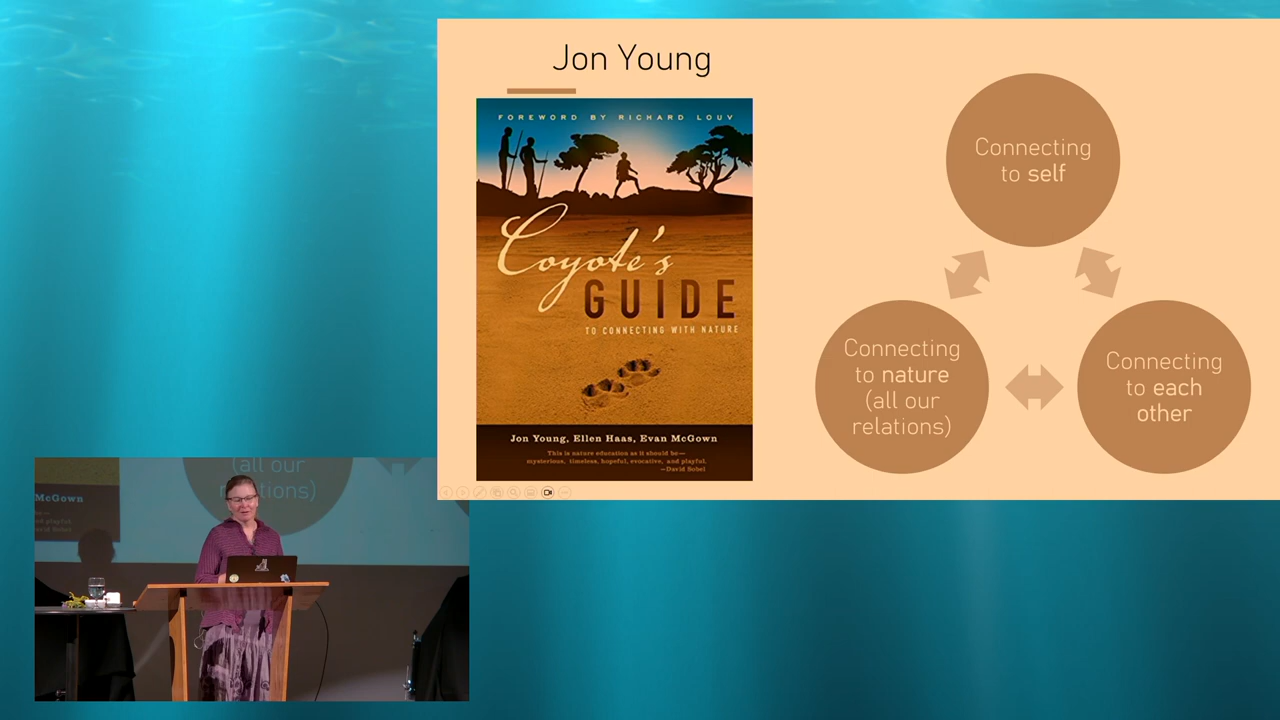 Jon Young
FOREWORD BY RICHARD LOUV
Coyote's
GUIDE
TO CONNECTING WITH NATURE
Jon Young, Ellen Haas, Evan McGown
This is nature education as it should be—
mysterious, timeless, hopeful, evocative, and playful.
—David Sobel
Connecting
to self
Connecting
to nature
(all our
relations)
Connecting
to each
other
(all our
McGown